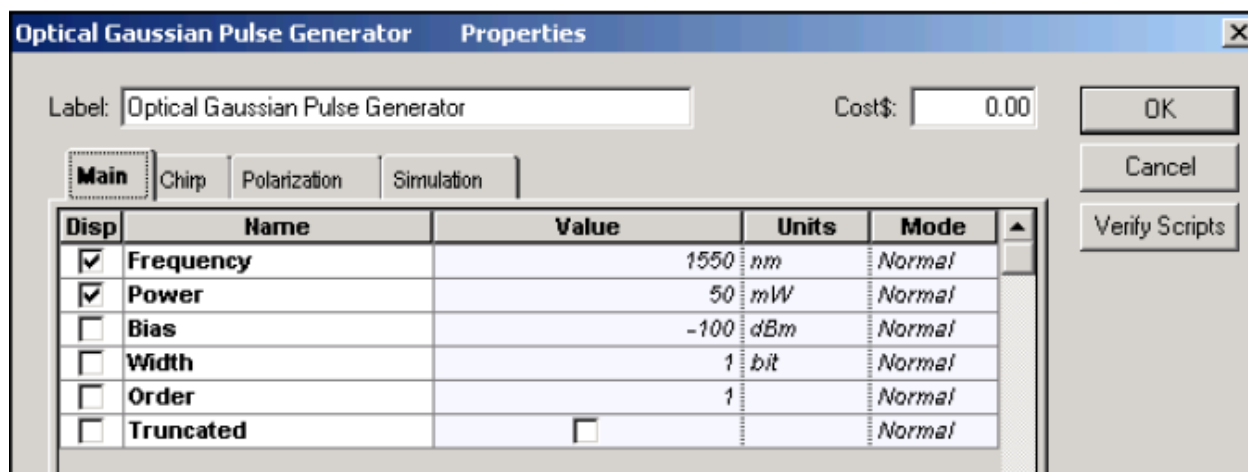 Optical Gaussian Pulse Generator Properties
Label: Optical Gaussian Pulse Generator Cost$: 0.00 OK
Cancel
Main Chirp Polarization Simulation
Verify Scripts
Disp Name Value Units Mode
Frequency 1550 nm Normal
Power 50 mW Normal
Bias -100 dBm Normal
Width 1 bit Normal
Order 1 Normal
Truncated Normal